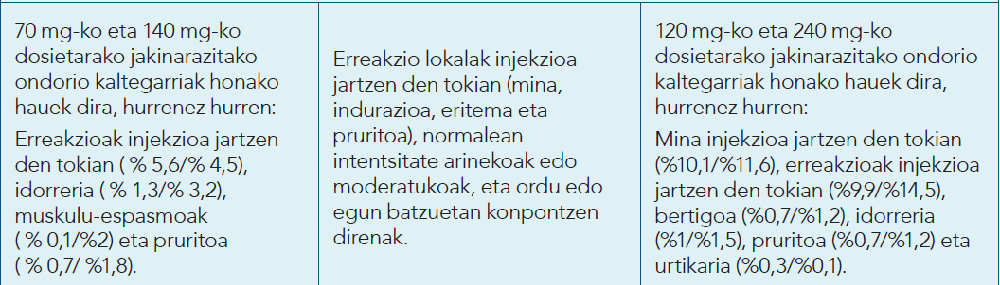 70 mg-ko eta 140 mg-ko
dosietarako jakinarazitako
ondorio kaltegarriak honako
hauek dira, hurrenez hurren:
Erreakzioak injekzioa jartzen
den tokian ( % 5,6/% 4,5),
idorreria ( % 1,3/% 3,2),
muskulu-espasmoak
( % 0,1/%2) eta pruritoa
( % 0,7/ %1,8).
Erreakzio lokalak injekzioa
jartzen den tokian (mina,
indurazioa, eritema eta
pruritoa), normalean
intentsitate arinekoak edo
moderatukoak, eta ordu edo
egun batzuetan konpontzen
direnak.
120 mg-ko eta 240 mg-ko
dosietarako jakinarazitako ondorio
kaltegarriak honako hauek dira,
hurrenez hurren:
Mina injekzioa jartzen den tokian
(%10,1/%11,6), erreakzioak injekzioa
jartzen den tokian (%9,9/%14,5),
bertigoa (%0,7/%1,2), idorreria
(%1/%1,5), pruritoa (%0,7/%1,2) eta
urtikaria (%0,3/%0,1).